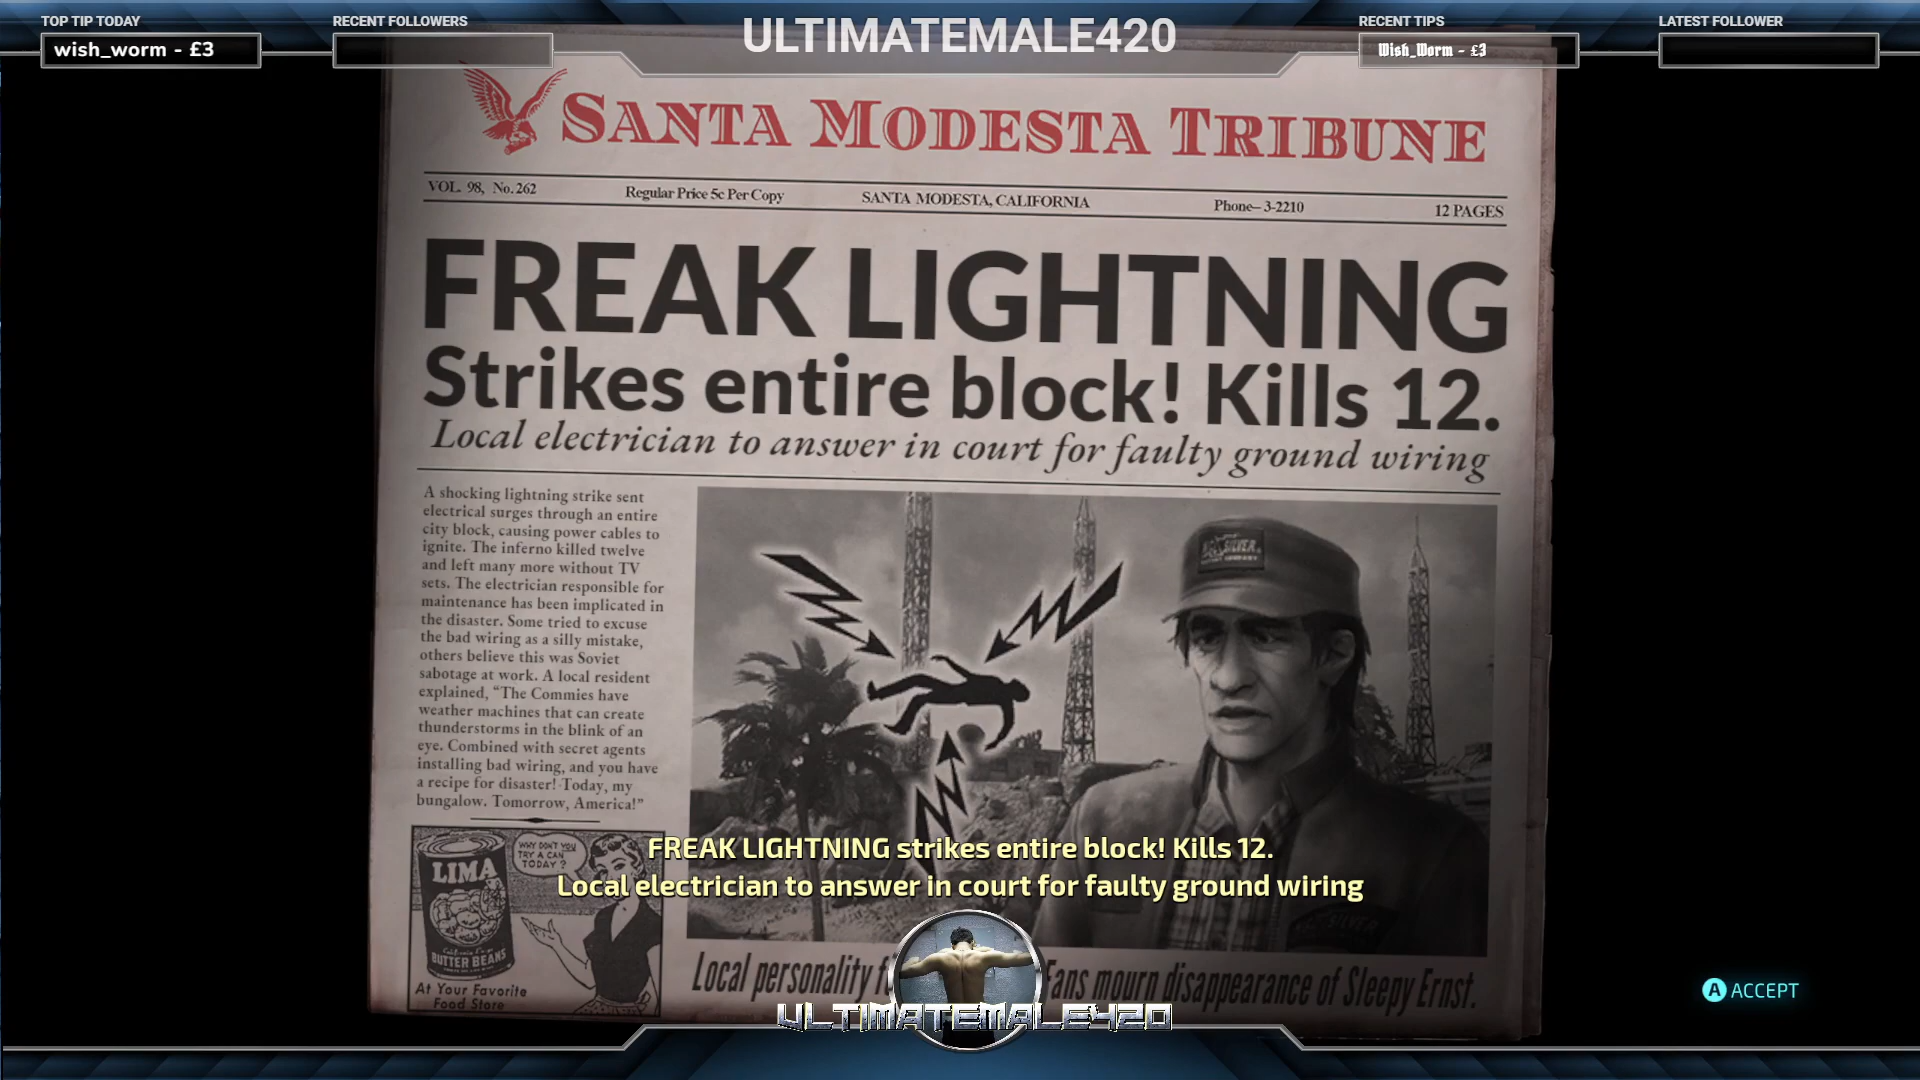 TOP TIP TODAY
wish_worm - £3
RECENT FOLLOWERS
ULTIMATEMALE420
RECENT TIPS
Wish_Worm - £3
LATEST FOLLOWER
SANTA MODESTA TRIBUNE
VOL. 98, No. 262
Regular Price 5c Per Copy
SANTA MODESTA, CALIFORNIA
Phone– 3-2210
12 PAGES
FREAK LIGHTNING
Strikes entire block! Kills 12.
Local electrician to answer in court for faulty ground wiring
A shocking lightning strike sent
electrical surges through an entire
city block, causing power cables to
ignite. The inferno killed twelve
and left many more without TV
sets. The electrician responsible for
maintenance has been implicated in
the disaster. Some tried to excuse
the bad wiring as a silly mistake,
others believe this was Soviet
sabotage at work. A local resident
explained, “The Commies have
weather machines that can create
thunderstorms in the blink of an
eye. Combined with secret agents
installing bad wiring, and you have
a recipe for disaster! Today, my
bungalow. Tomorrow, America!”
LIMA
BUTTER BEANS
WHY DON'T YOU
TRY A CAN
TODAY?
At Your Favorite
Food Store
FREAK LIGHTNING strikes entire block! Kills 12.
Local electrician to answer in court for faulty ground wiring
Local personality
Fans mourn disappearance of Sleepy Ernst.
ULTIMATEMALE420
A ACCEPT